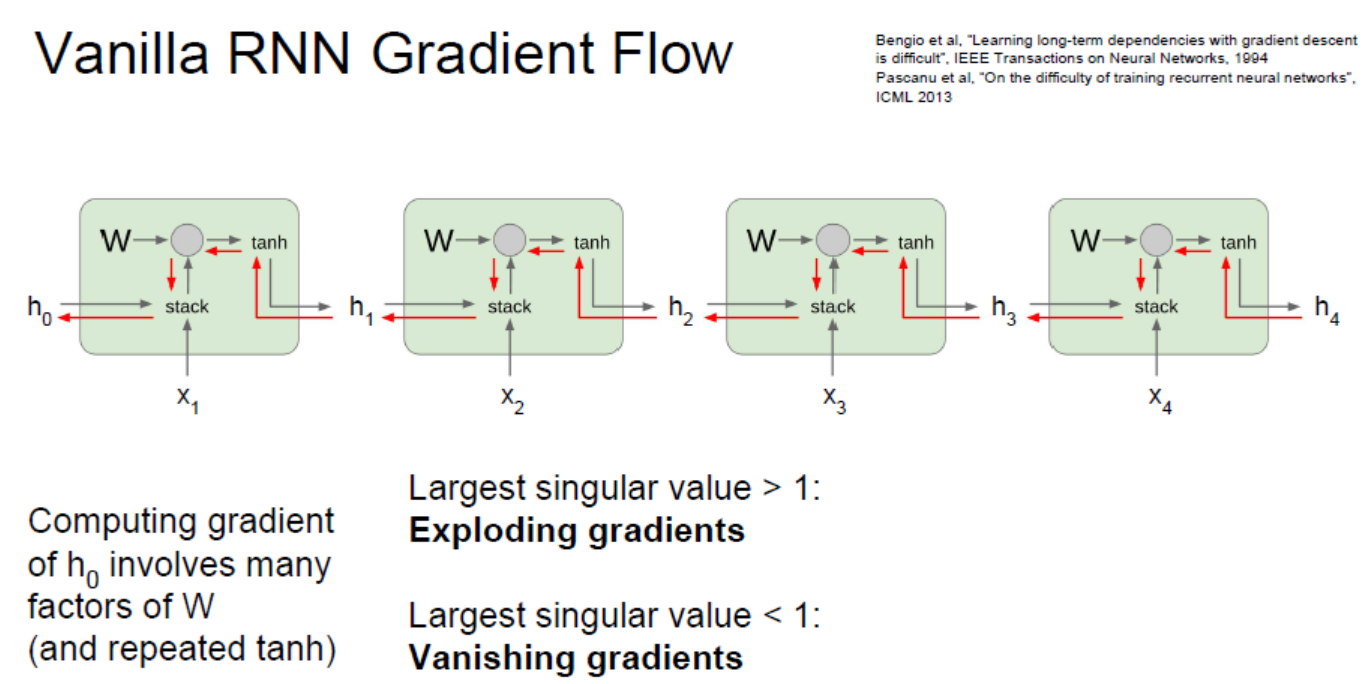 Vanilla RNN Gradient Flow
Bengio et al, "Learning long-term dependencies with gradient descent
is difficult", IEEE Transactions on Neural Networks, 1994
Pascanu et al, "On the difficulty of training recurrent neural networks",
ICML 2013
W tanh
h₀ stack
x₁
W tanh
h₁ stack
x₂
W tanh
h₂ stack
x₃
W tanh
h₃ stack h₄
x₄
Computing gradient
of h₀ involves many
factors of W
(and repeated tanh)
Largest singular value > 1:
Exploding gradients
Largest singular value < 1:
Vanishing gradients